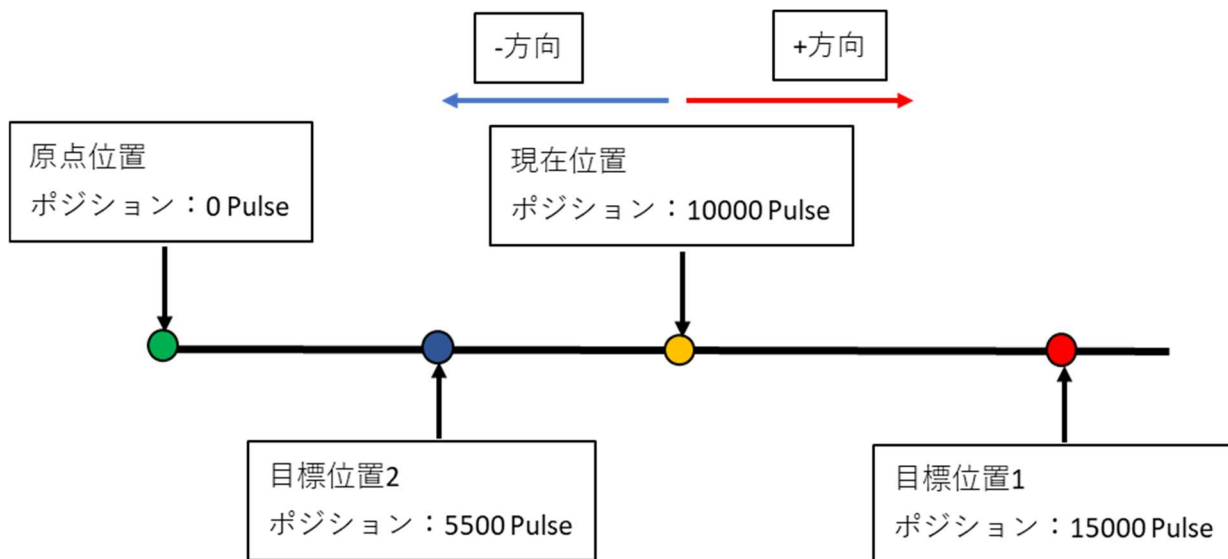 -方向
+方向
原点位置
ポジション：0 Pulse
現在位置
ポジション：10000 Pulse
目標位置2
ポジション：5500 Pulse
目標位置1
ポジション：15000 Pulse